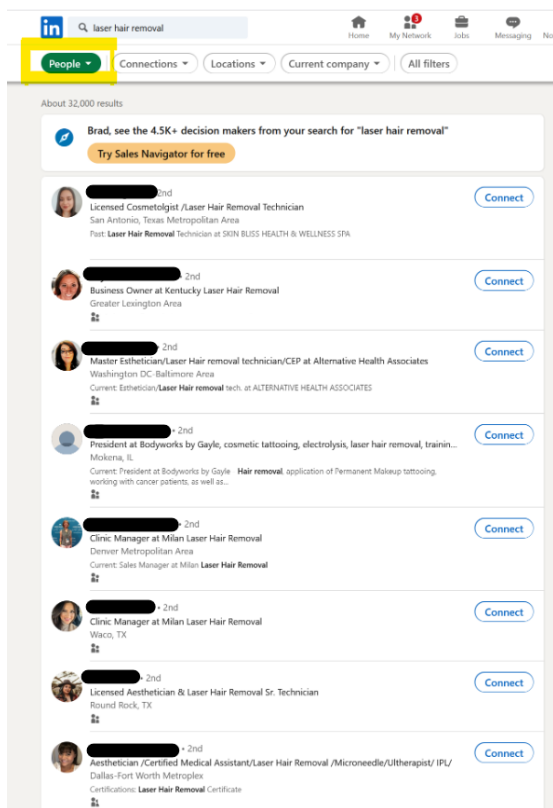 in
laser hair removal
Home
3
My Network
Jobs
Messaging
No
People
Connections
Locations
Current company
All filters
About 32,000 results
Brad, see the 4.5K+ decision makers from your search for "laser hair removal"
Try Sales Navigator for free
2nd
Licensed Cosmetolgist /Laser Hair Removal Technician
San Antonio, Texas Metropolitan Area
Past: Laser Hair Removal Technician at SKIN BLISS HEALTH & WELLNESS SPA
Connect
• 2nd
Business Owner at Kentucky Laser Hair Removal
Greater Lexington Area
Connect
• 2nd
Master Esthetician/Laser Hair removal technician/CEP at Alternative Health Associates
Washington DC-Baltimore Area
Current: Esthetician/Laser Hair removal tech. at ALTERNATIVE HEALTH ASSOCIATES
Connect
• 2nd
President at Bodyworks by Gayle, cosmetic tattooing, electrolysis, laser hair removal, trainin...
Mokena, IL
Current: President at Bodyworks by Gayle Hair removal, application of Permanent Makeup tattooing,
working with cancer patients, as well as...
Connect
• 2nd
Clinic Manager at Milan Laser Hair Removal
Denver Metropolitan Area
Current: Sales Manager at Milan Laser Hair Removal
Connect
• 2nd
Clinic Manager at Milan Laser Hair Removal
Waco, TX
Connect
• 2nd
Licensed Aesthetician & Laser Hair Removal Sr. Technician
Round Rock, TX
Connect
• 2nd
Aesthetician /Certified Medical Assistant/Laser Hair Removal /Microneedle/Ultherapist/ IPL/
Dallas-Fort Worth Metroplex
Certifications: Laser Hair Removal Certificate
Connect